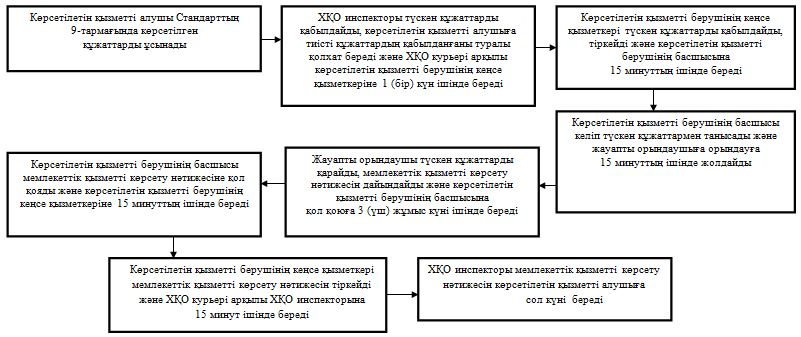 Көрсетілетін қызметті алушы Стандарттың
9-тармағында көрсетілген
құжаттарды ұсынады
ХҚО инспекторы түскен құжаттарды
қабылдайды, көрсетілетін қызметті алушыға
тиісті құжаттардың қабылданғаны туралы
қолхат береді және ХҚО курьері арқылы
көрсетілетін қызметті берушінің кеңсе
қызметкеріне 1 (бір) күн ішінде береді
Көрсетілетін қызметті берушінің кеңсе
қызметкері түскен құжаттарды қабылдайды,
тіркейді және көрсетілетін қызметті
берушінің басшысына
15 минуттың ішінде береді
Көрсетілетін қызметті берушінің басшысы
келіп түскен құжаттармен танысады және
жауапты орындаушыға орындауға
15 минуттың ішінде жолдайды
Жауапты орындаушы түскен құжаттарды
қарайды, мемлекеттік қызметті көрсету
нәтижесін дайындайды және көрсетілетін
қызметті берушінің басшысына
қол қоюға 3 (үш) жұмыс күні ішінде береді
Көрсетілетін қызметті берушінің басшысы
мемлекеттік қызметті көрсету нәтижесіне қол
қояды және көрсетілетін қызметті берушінің
кеңсе қызметкеріне 15 минуттың ішінде береді
Көрсетілетін қызметті берушінің кеңсе қызметкері
мемлекеттік қызметті көрсету нәтижесін тіркейді
және ХҚО курьері арқылы ХҚО инспекторына
15 минут ішінде береді
ХҚО инспекторы мемлекеттік қызметті көрсету
нәтижесін көрсетілетін қызметті алушыға
сол күні береді